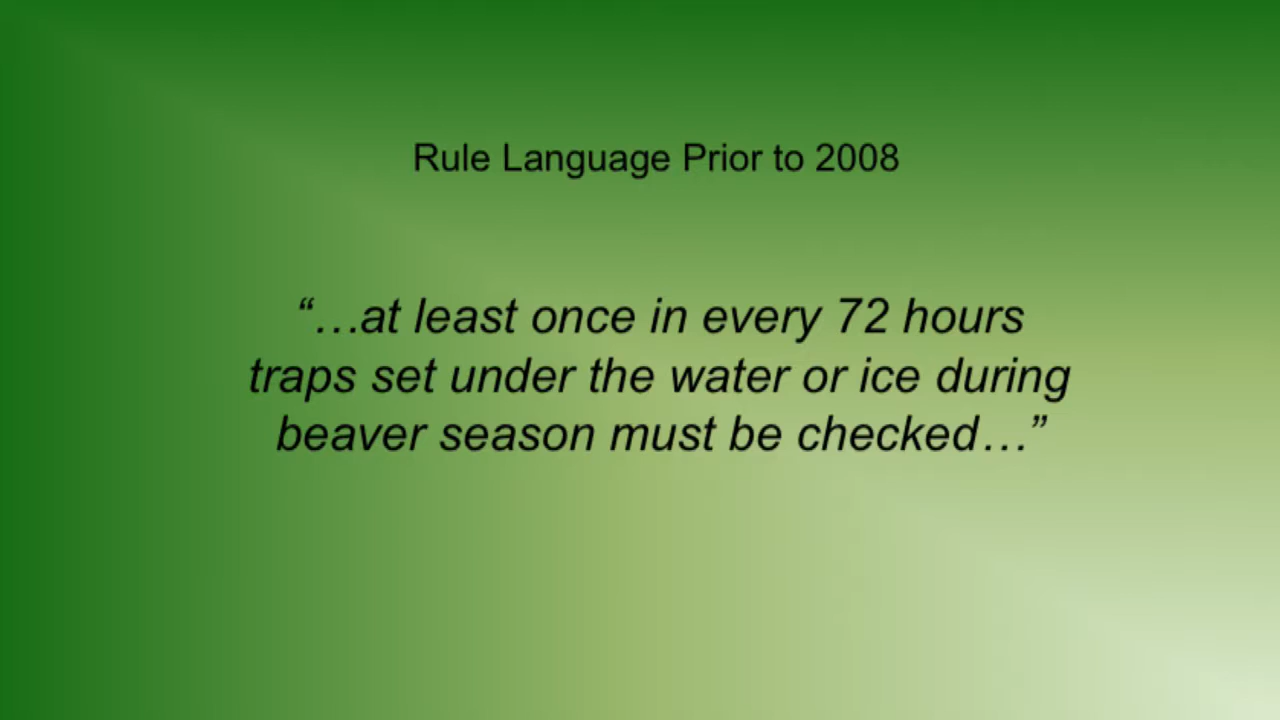 Rule Language Prior to 2008
“…at least once in every 72 hours
traps set under the water or ice during
beaver season must be checked…”